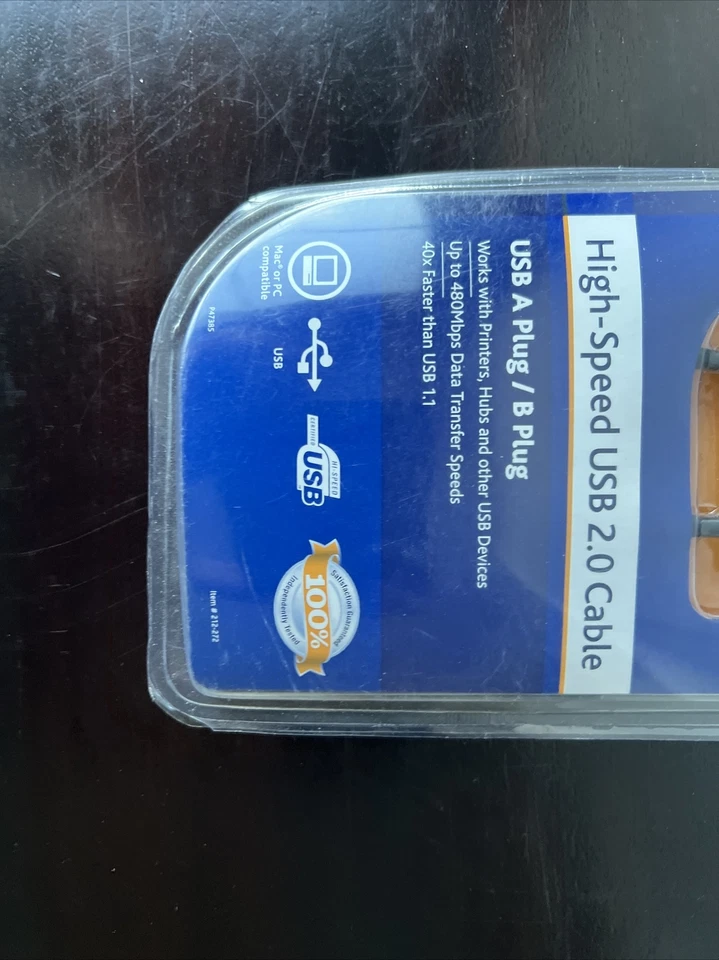 High-Speed USB 2.0 Cable
USB A Plug / B Plug
Works with Printers, Hubs and other USB Devices
Up to 480Mbps Data Transfer Speeds
40x Faster than USB 1.1
Mac® or PC
compatible
USB
CERTIFIED
HI-SPEED
USB
Satisfaction Guaranteed
100%
Independently Tested
P47385
Item # 212-272